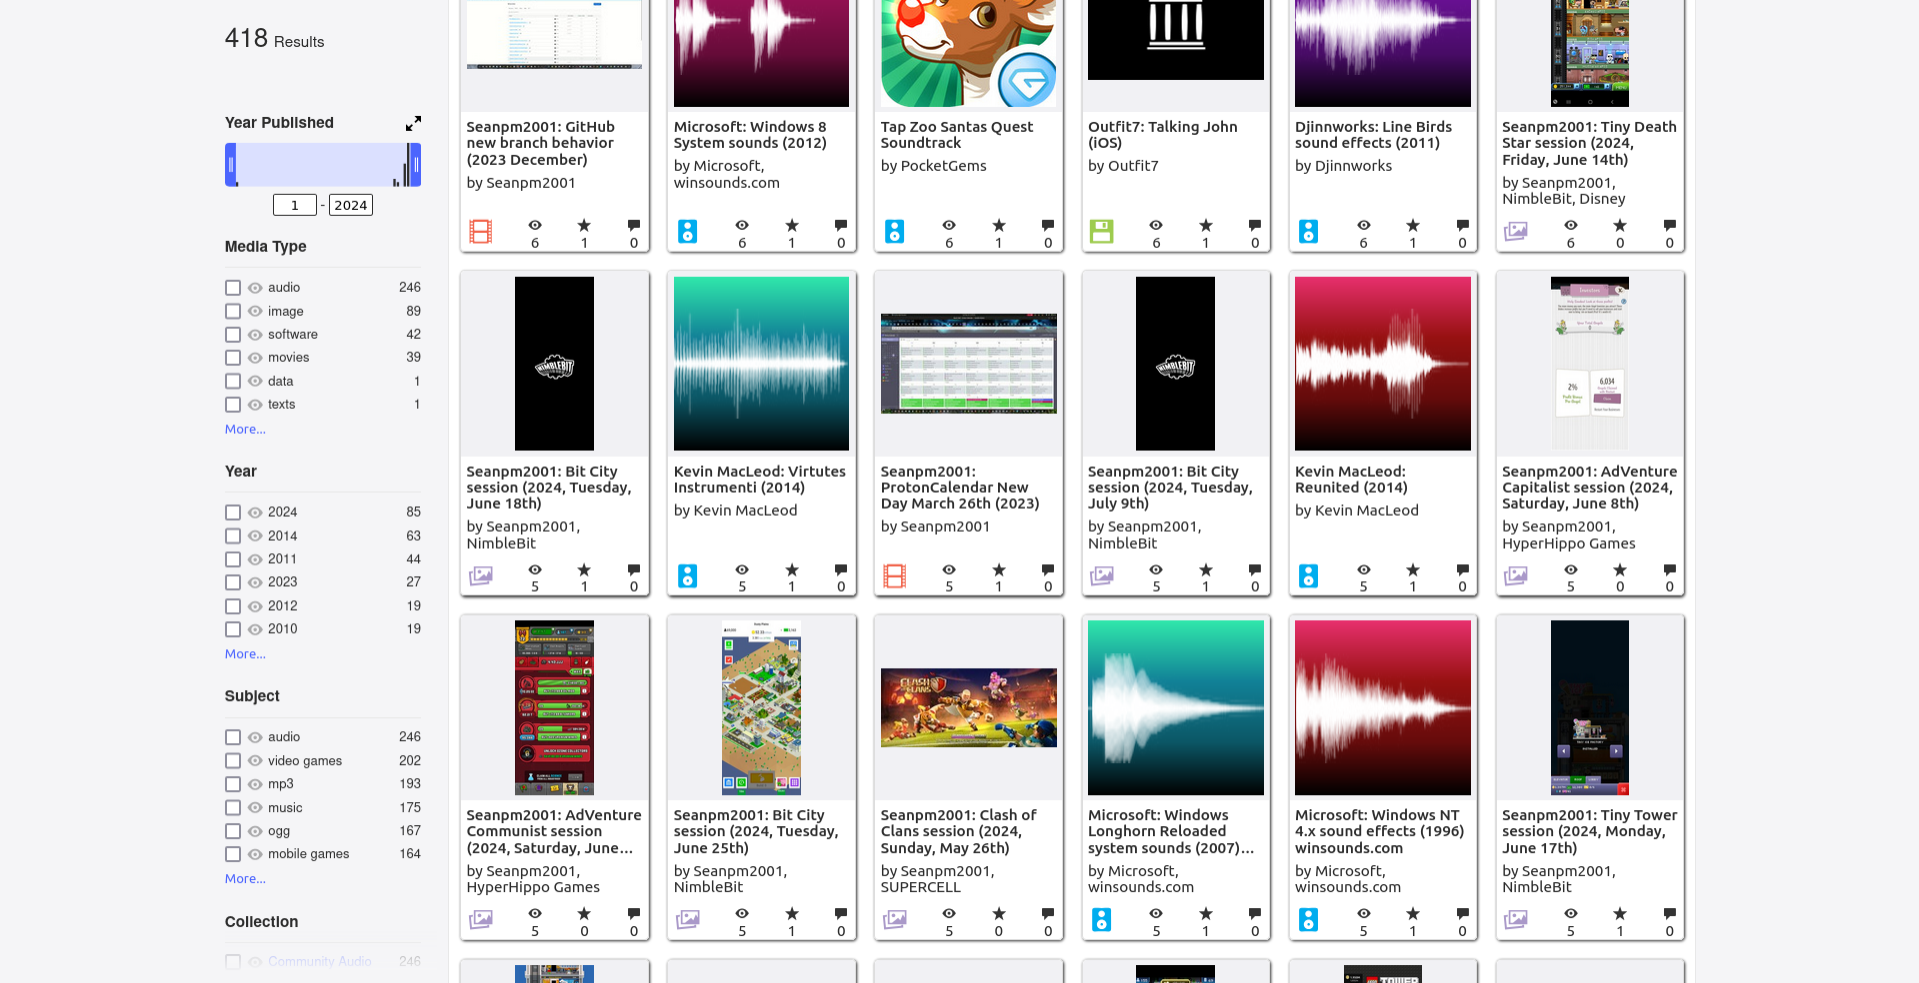 418 Results
Year Published
1 - 2024
Media Type
audio 246
image 89
software 42
movies 39
data 1
texts 1
More...
Year
2024 85
2014 63
2011 44
2023 27
2012 19
2010 19
More...
Subject
audio 246
video games 202
mp3 193
music 175
ogg 167
mobile games 164
More...
Collection
Community Audio 246
Seanpm2001: GitHub
new branch behavior
(2023 December)
by Seanpm2001
6 1 0
Microsoft: Windows 8
System sounds (2012)
by Microsoft,
winsounds.com
6 1 0
Tap Zoo Santas Quest
Soundtrack
by PocketGems
6 1 0
Outfit7: Talking John
(iOS)
by Outfit7
6 1 0
Djinnworks: Line Birds
sound effects (2011)
by Djinnworks
6 1 0
Seanpm2001: Tiny Death
Star session (2024,
Friday, June 14th)
by Seanpm2001,
NimbleBit, Disney
6 0 0
NIMBLEBIT
Seanpm2001: Bit City
session (2024, Tuesday,
June 18th)
by Seanpm2001,
NimbleBit
5 1 0
Kevin MacLeod: Virtutes
Instrumenti (2014)
by Kevin MacLeod
5 1 0
Seanpm2001:
ProtonCalendar New
Day March 26th (2023)
by Seanpm2001
5 1 0
NIMBLEBIT
Seanpm2001: Bit City
session (2024, Tuesday,
July 9th)
by Seanpm2001,
NimbleBit
5 1 0
Kevin MacLeod:
Reunited (2014)
by Kevin MacLeod
5 1 0
2%
6,034
Seanpm2001: AdVenture
Capitalist session (2024,
Saturday, June 8th)
by Seanpm2001,
HyperHippo Games
5 0 0
Seanpm2001: AdVenture
Communist session
(2024, Saturday, June...
by Seanpm2001,
HyperHippo Games
5 0 0
Seanpm2001: Bit City
session (2024, Tuesday,
June 25th)
by Seanpm2001,
NimbleBit
5 1 0
CLASH
CLANS
Seanpm2001: Clash of
Clans session (2024,
Sunday, May 26th)
by Seanpm2001,
SUPERCELL
5 0 0
Microsoft: Windows
Longhorn Reloaded
system sounds (2007)...
by Microsoft,
winsounds.com
5 1 0
Microsoft: Windows NT
4.x sound effects (1996)
winsounds.com
by Microsoft,
winsounds.com
5 1 0
Seanpm2001: Tiny Tower
session (2024, Monday,
June 17th)
by Seanpm2001,
NimbleBit
5 1 0